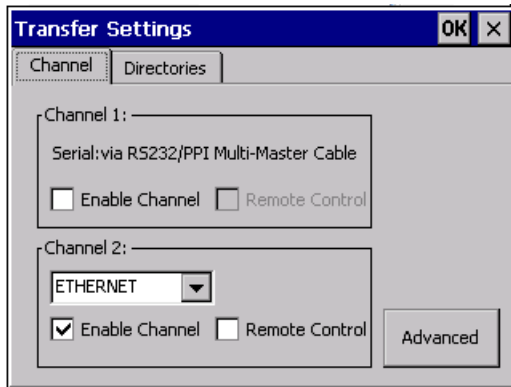 Transfer Settings OK ×
Channel Directories
Channel 1:
Serial:via RS232/PPI Multi-Master Cable
Enable Channel Remote Control
Channel 2:
ETHERNET
Enable Channel Remote Control
Advanced